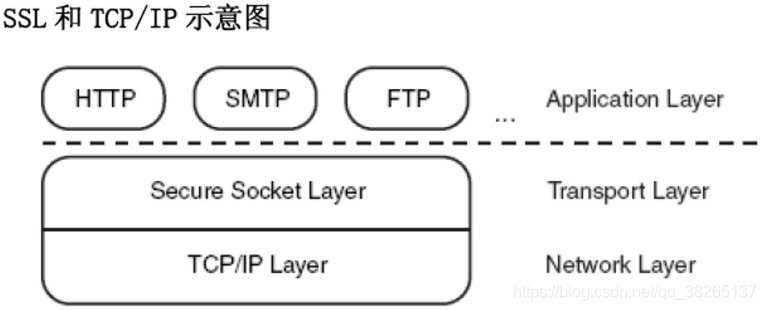 SSL 和 TCP/IP 示意图
HTTP SMTP FTP ... Application Layer
Secure Socket Layer Transport Layer
TCP/IP Layer Network Layer
https://blog.csdn.net/qq_38265137